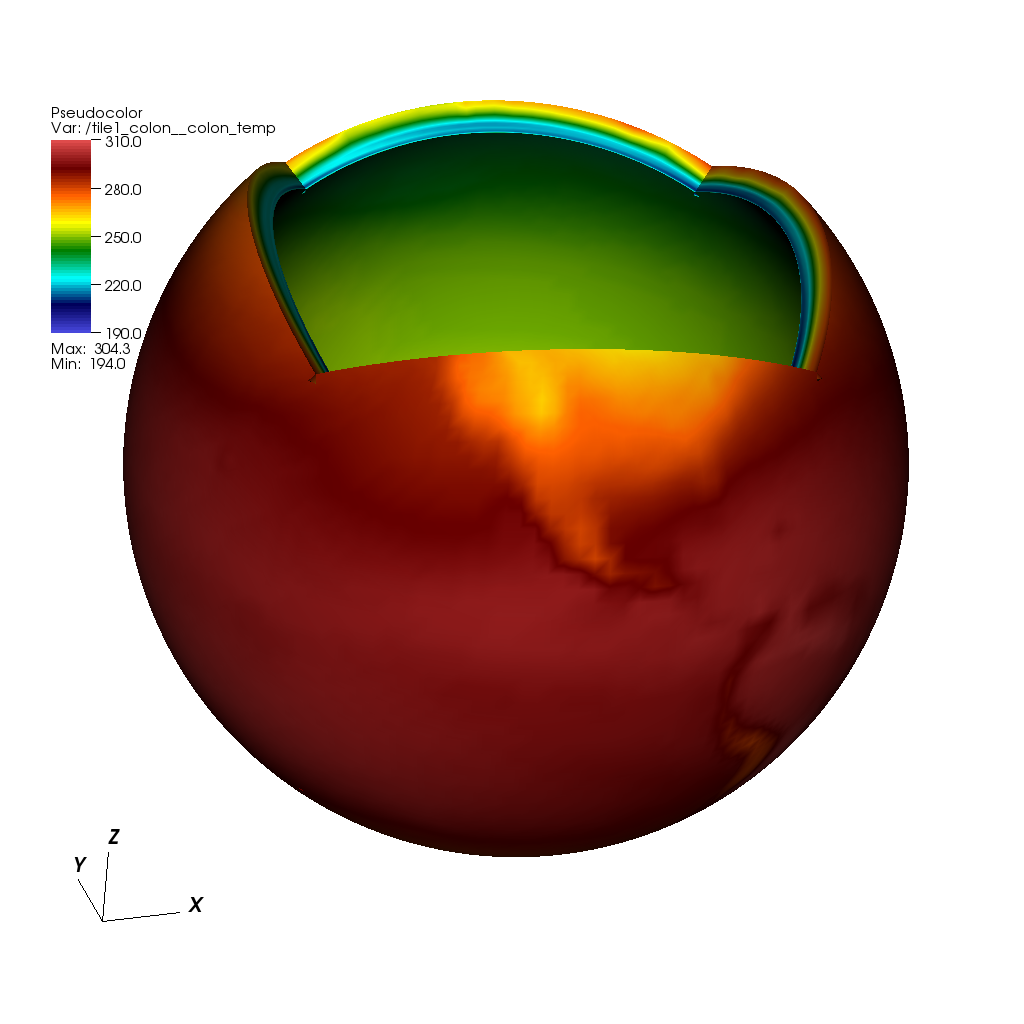 Pseudocolor
Var: /tile1_colon__colon_temp
310.0
280.0
250.0
220.0
190.0
Max: 304.3
Min: 194.0
Z
Y
X